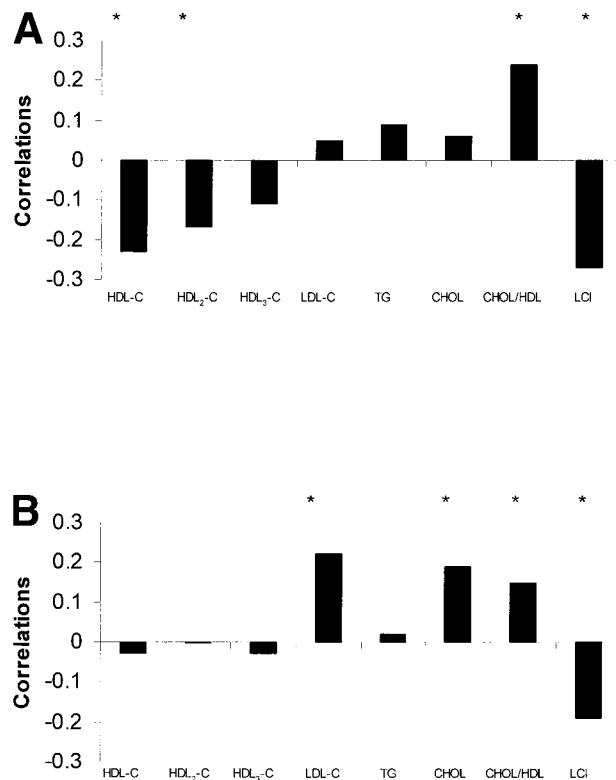 A
* * * *
Correlations
0.3
0.2
0.1
0
-0.1
-0.2
-0.3
HDL-C HDL₂-C HDL₃-C LDL-C TG CHOL CHOL/HDL LCI
B
* * * *
Correlations
0.3
0.2
0.1
0
-0.1
-0.2
-0.3
HDL-C HDL₂-C HDL₃-C LDL-C TG CHOL CHOL/HDL LCI